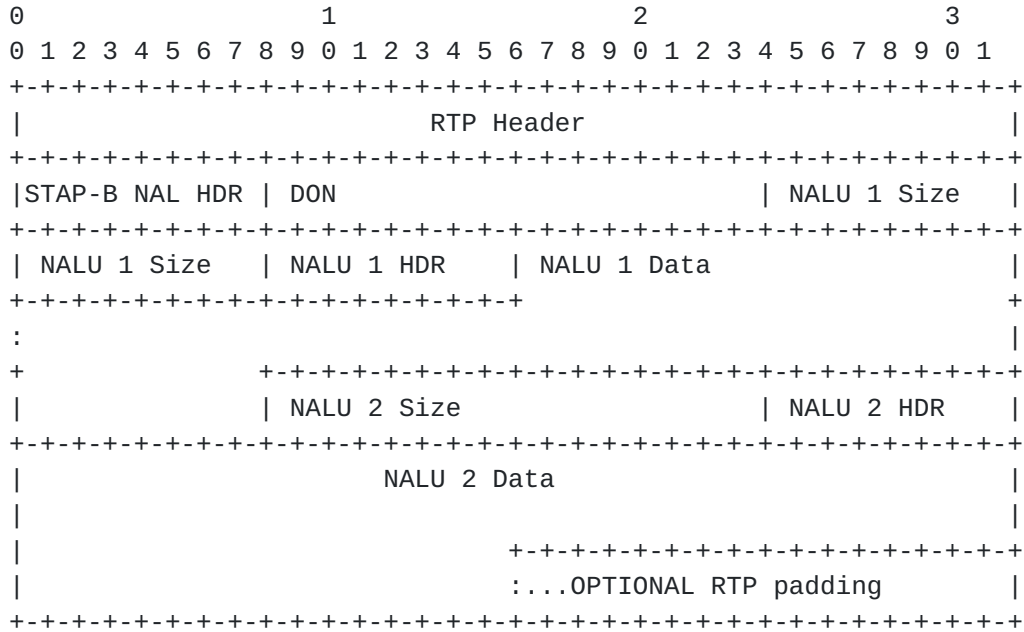 0                   1                   2                   3
0 1 2 3 4 5 6 7 8 9 0 1 2 3 4 5 6 7 8 9 0 1 2 3 4 5 6 7 8 9 0 1
+-+-+-+-+-+-+-+-+-+-+-+-+-+-+-+-+-+-+-+-+-+-+-+-+-+-+-+-+-+-+-+-+
|                          RTP Header                           |
+-+-+-+-+-+-+-+-+-+-+-+-+-+-+-+-+-+-+-+-+-+-+-+-+-+-+-+-+-+-+-+-+
|STAP-B NAL HDR | DON                           | NALU 1 Size   |
+-+-+-+-+-+-+-+-+-+-+-+-+-+-+-+-+-+-+-+-+-+-+-+-+-+-+-+-+-+-+-+-+
| NALU 1 Size   | NALU 1 HDR    | NALU 1 Data                   |
+-+-+-+-+-+-+-+-+-+-+-+-+-+-+-+-+                               +
:                                                               |
+               +-+-+-+-+-+-+-+-+-+-+-+-+-+-+-+-+-+-+-+-+-+-+-+-+
|               | NALU 2 Size                   | NALU 2 HDR    |
+-+-+-+-+-+-+-+-+-+-+-+-+-+-+-+-+-+-+-+-+-+-+-+-+-+-+-+-+-+-+-+-+
|                       NALU 2 Data                             |
|                                                               |
|                               +-+-+-+-+-+-+-+-+-+-+-+-+-+-+-+-+
|                               :...OPTIONAL RTP padding        |
+-+-+-+-+-+-+-+-+-+-+-+-+-+-+-+-+-+-+-+-+-+-+-+-+-+-+-+-+-+-+-+-+